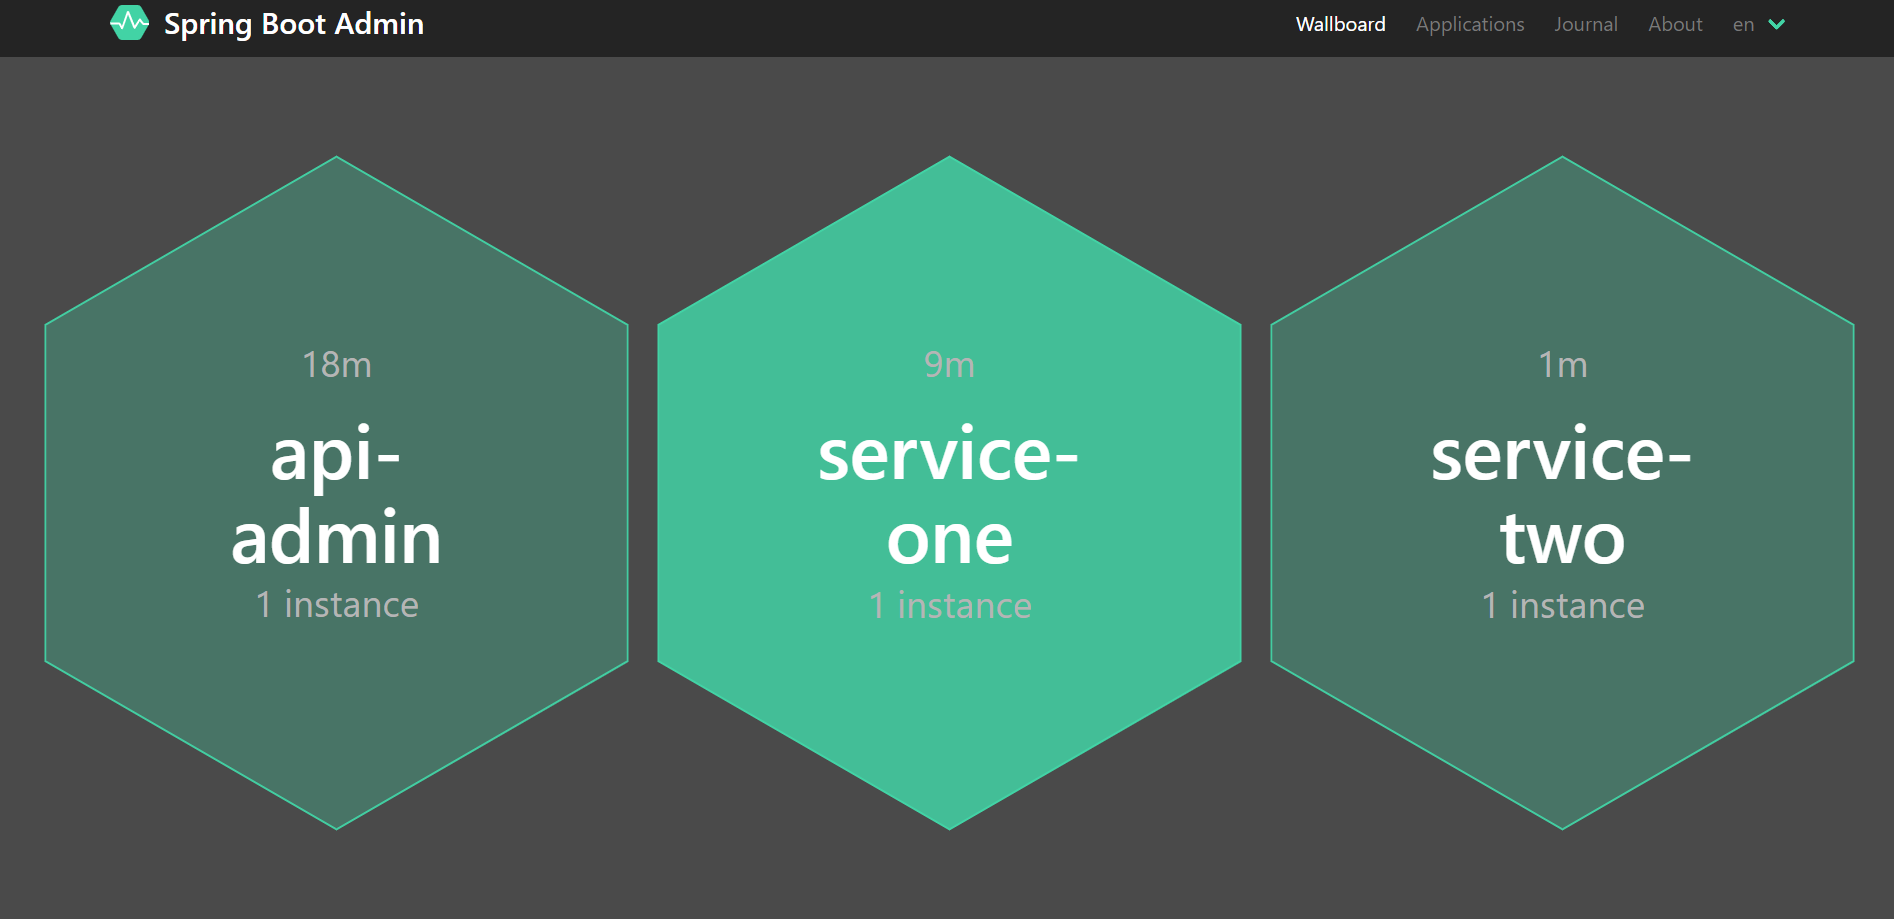 Spring Boot Admin
Wallboard Applications Journal About en
18m
api-
admin
1 instance
9m
service-
one
1 instance
1m
service-
two
1 instance